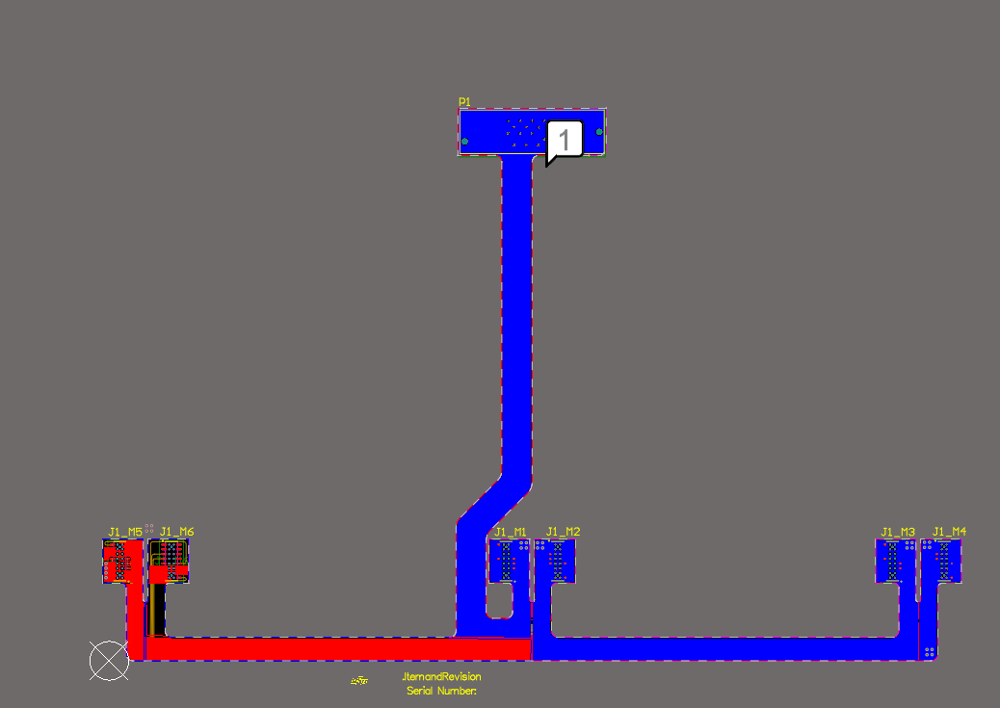 P1
1
J1_M5 J1_M6 J1_M1 J1_M2 J1_M3 J1_M4
JtemandRevision
Serial Number: